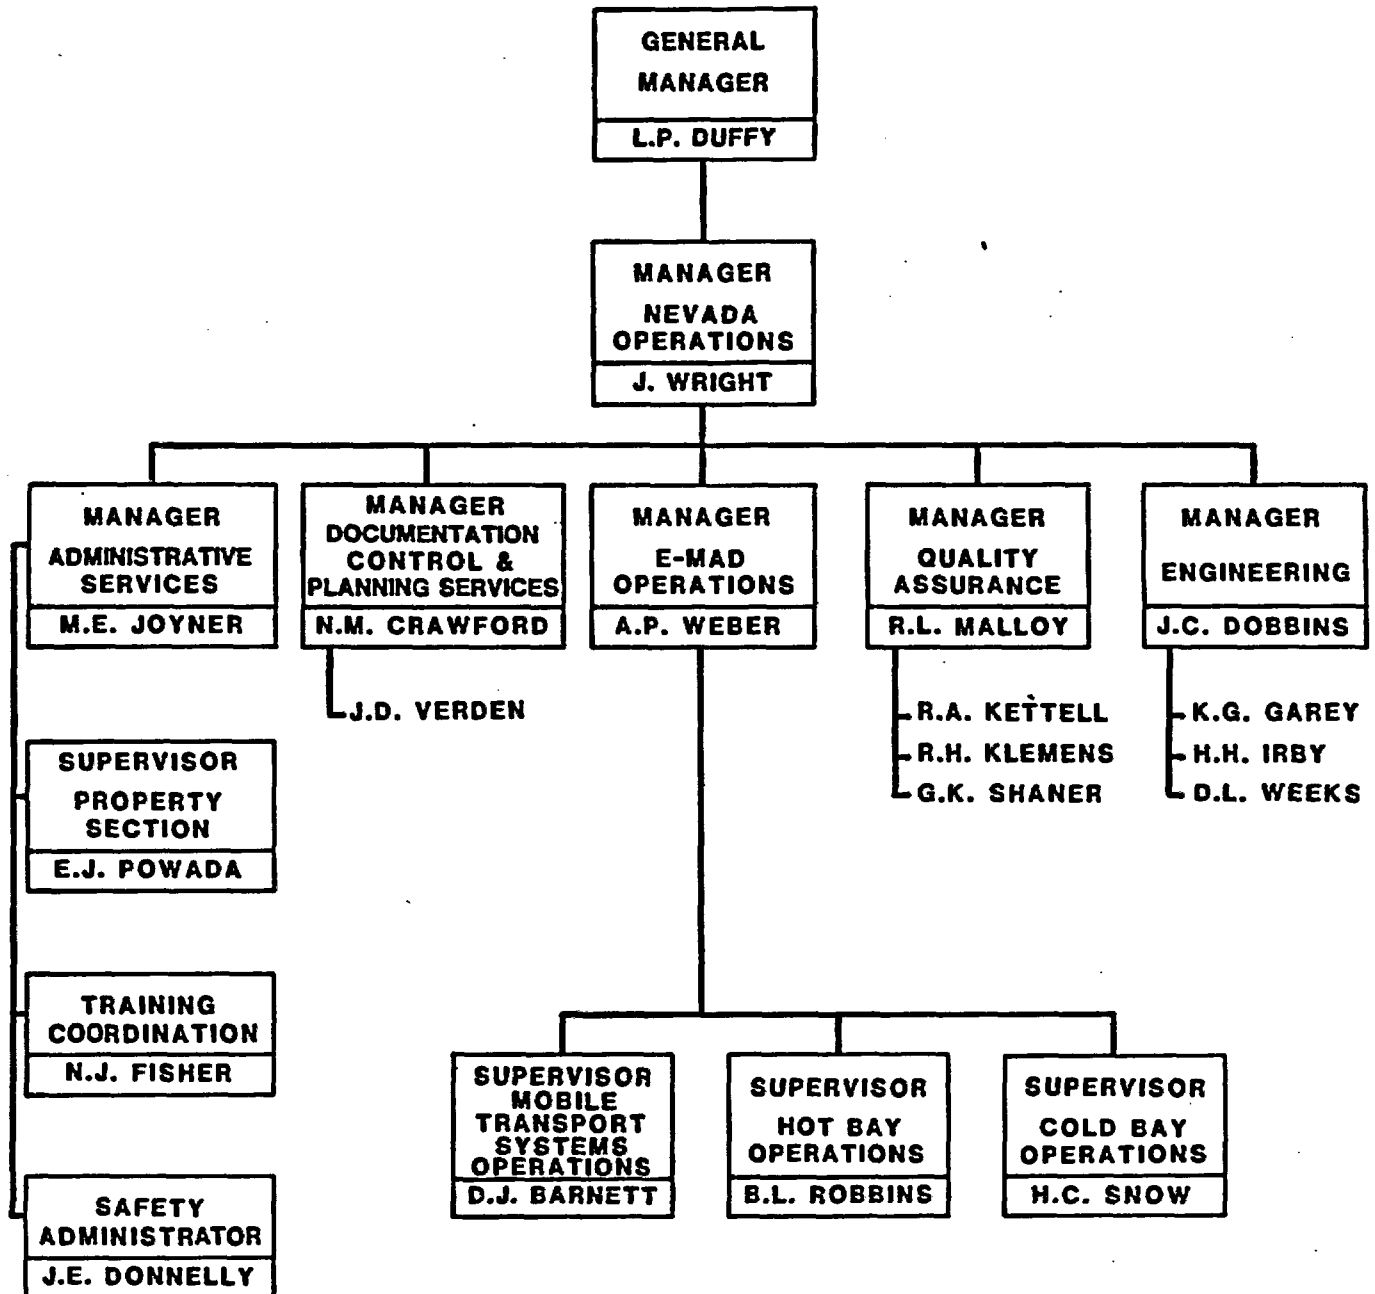 GENERAL
MANAGER
L.P. DUFFY
MANAGER
NEVADA
OPERATIONS
J. WRIGHT
MANAGER
ADMINISTRATIVE
SERVICES
M.E. JOYNER
MANAGER
DOCUMENTATION
CONTROL &
PLANNING SERVICES
N.M. CRAWFORD
MANAGER
E-MAD
OPERATIONS
A.P. WEBER
MANAGER
QUALITY
ASSURANCE
R.L. MALLOY
MANAGER
ENGINEERING
J.C. DOBBINS
J.D. VERDEN
R.A. KETTELL
R.H. KLEMENS
G.K. SHANER
K.G. GAREY
H.H. IRBY
D.L. WEEKS
SUPERVISOR
PROPERTY
SECTION
E.J. POWADA
TRAINING
COORDINATION
N.J. FISHER
SAFETY
ADMINISTRATOR
J.E. DONNELLY
SUPERVISOR
MOBILE
TRANSPORT
SYSTEMS
OPERATIONS
D.J. BARNETT
SUPERVISOR
HOT BAY
OPERATIONS
B.L. ROBBINS
SUPERVISOR
COLD BAY
OPERATIONS
H.C. SNOW